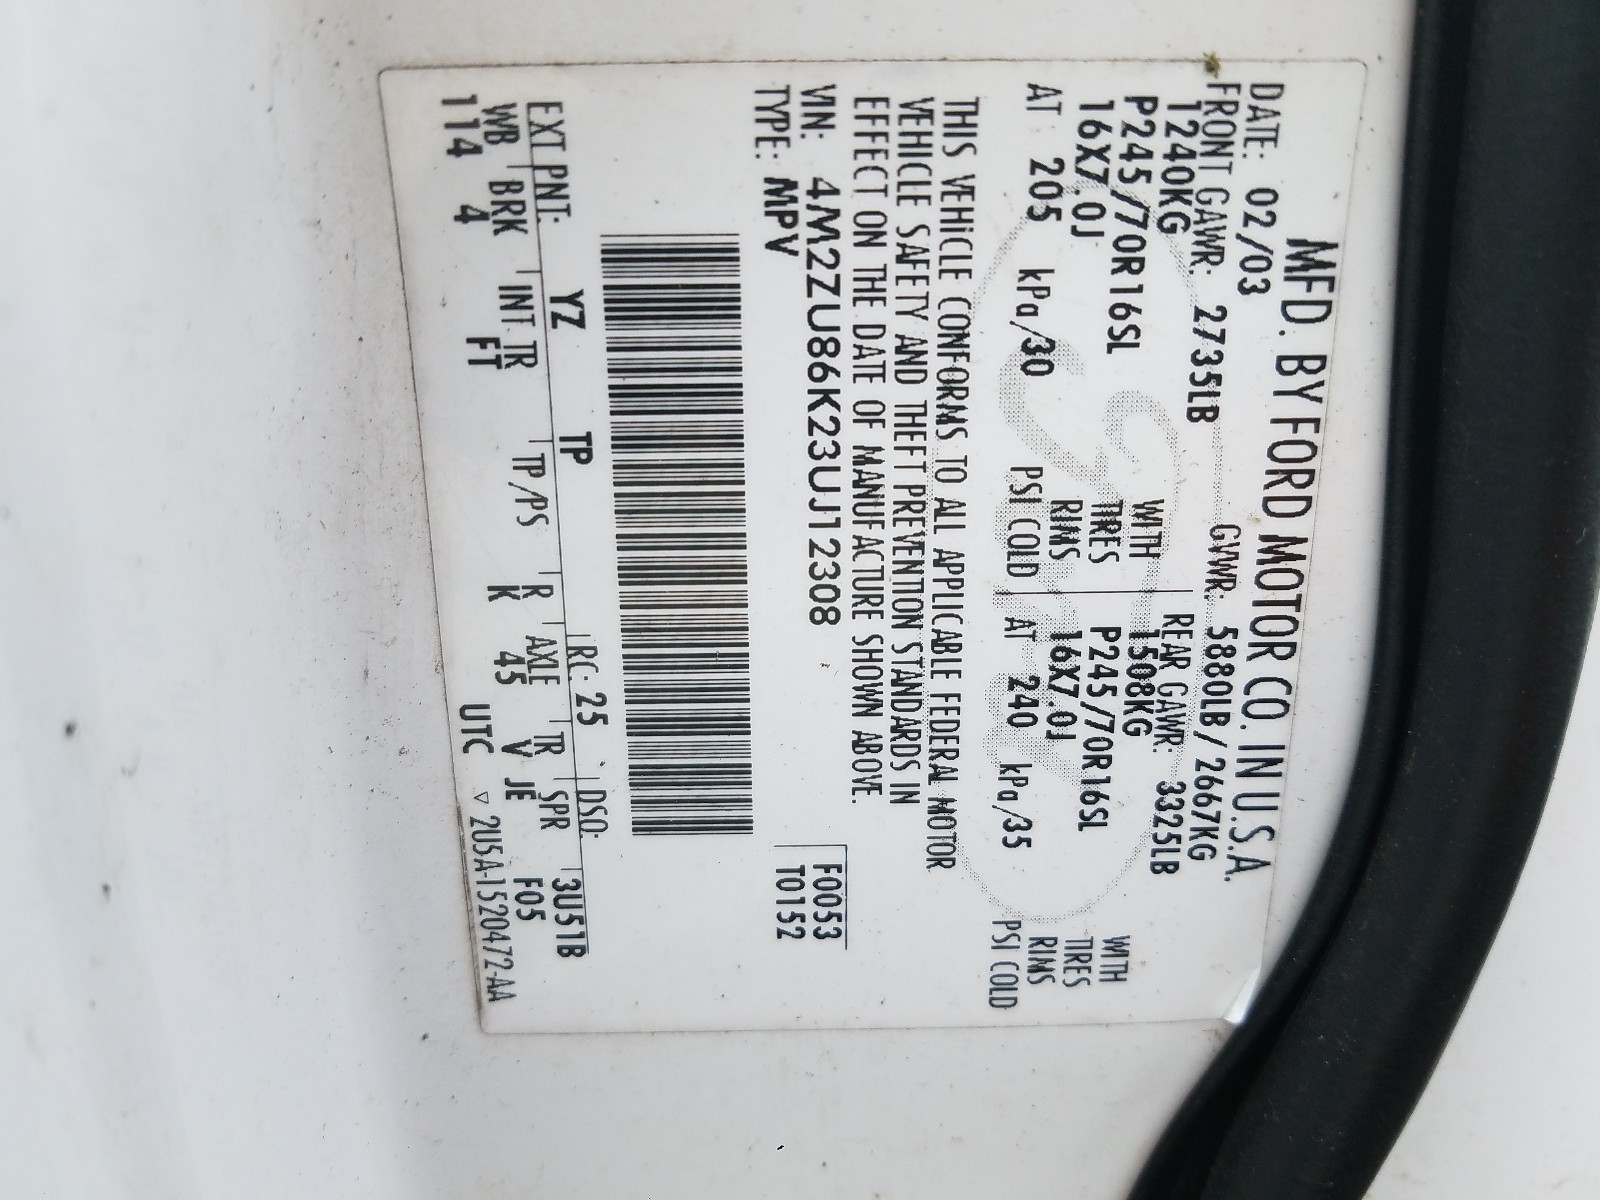 MFD. BY FORD MOTOR CO. IN U.S.A.
DATE: 02/03 GVWR: 5880LB/2667KG
FRONT GAWR: 2735LB REAR GAWR: 3325LB
1240KG WITH 1508KG WITH
P245/70R16SL TIRES P245/70R16SL TIRES
16X7.0J RIMS 16X7.0J RIMS
AT 205 kPa/30 PSI COLD AT 240 kPa/35 PSI COLD
THIS VEHICLE CONFORMS TO ALL APPLICABLE FEDERAL MOTOR
VEHICLE SAFETY AND THEFT PREVENTION STANDARDS IN
EFFECT ON THE DATE OF MANUFACTURE SHOWN ABOVE.
VIN: 4M2ZU86K23UJ12308 F0053
TYPE: MPV T0152
EXT PNT: YZ TP RC: 25 DSO: 3U51B
WB BRK INT TR TP/PS R AXLE TR SPR F05
114 4 FT K 45 V JE
UTC ▽ 2U5A-1520472-AA